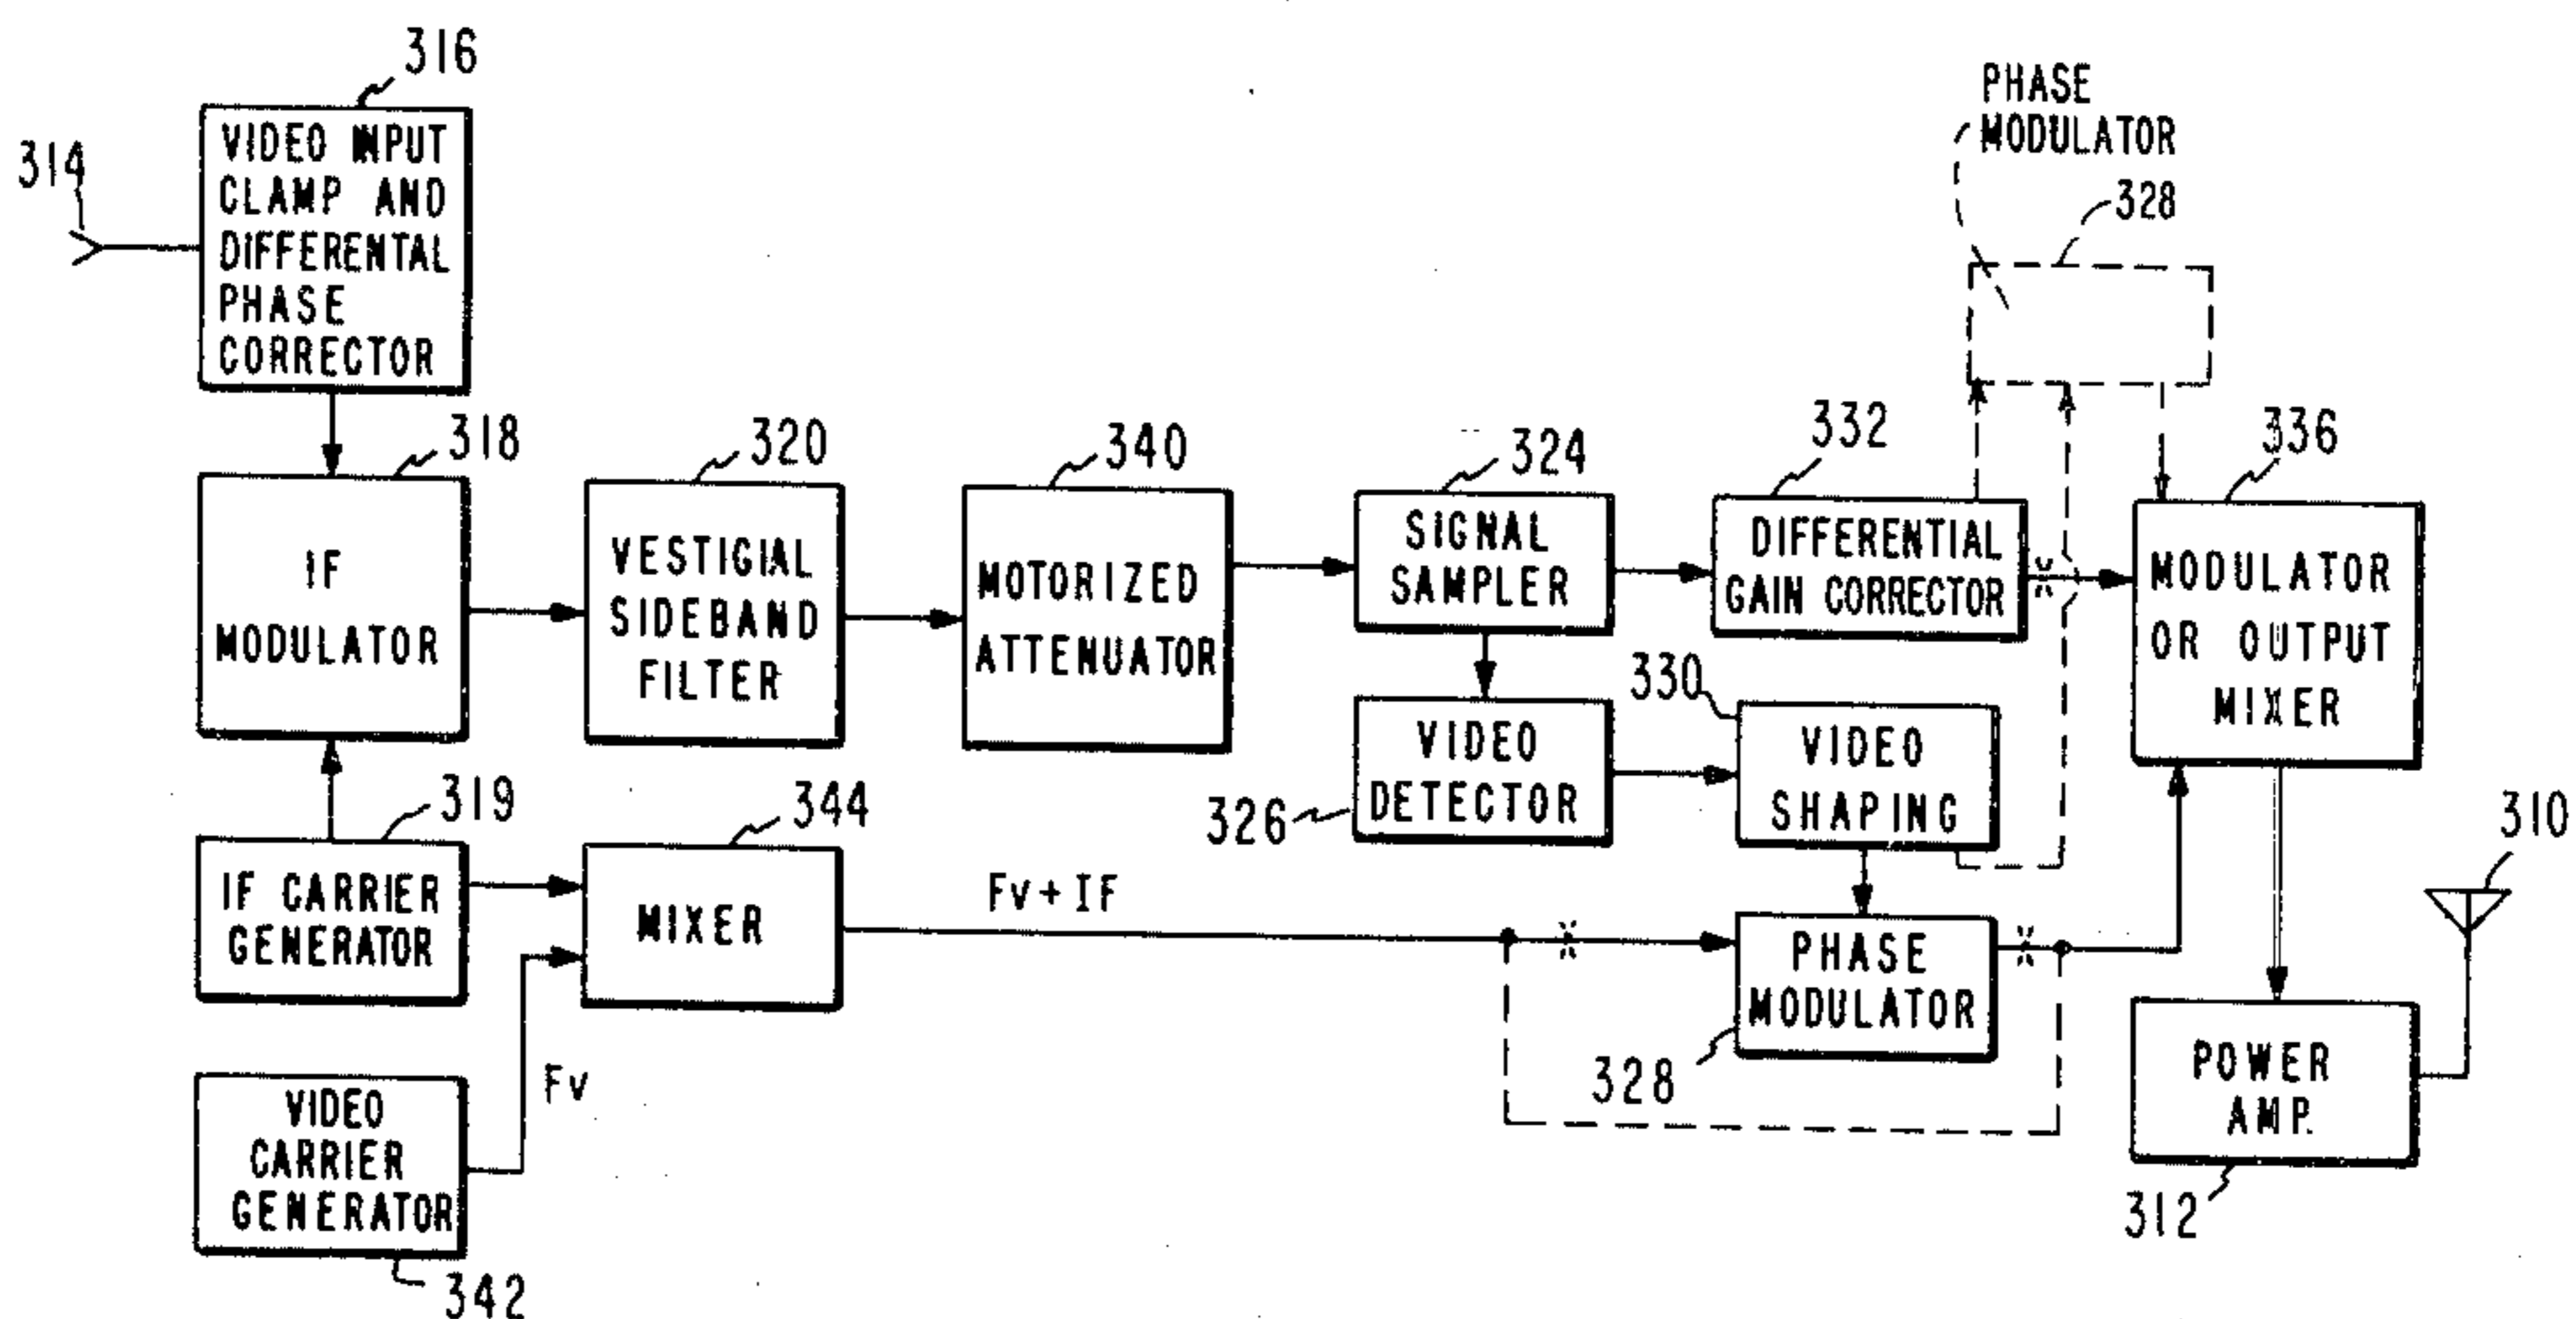 316
VIDEO INPUT
CLAMP AND
DIFFERENTAL
PHASE
CORRECTOR
314
318
IF
MODULATOR
320
VESTIGIAL
SIDEBAND
FILTER
340
MOTORIZED
ATTENUATOR
324
SIGNAL
SAMPLER
332
DIFFERENTIAL
GAIN CORRECTOR
PHASE
MODULATOR
328
336
MODULATOR
OR OUTPUT
MIXER
326
VIDEO
DETECTOR
330
VIDEO
SHAPING
319
IF CARRIER
GENERATOR
344
MIXER
Fv + IF
PHASE
MODULATOR
328
310
POWER
AMP.
312
Fv
VIDEO
CARRIER
GENERATOR
342